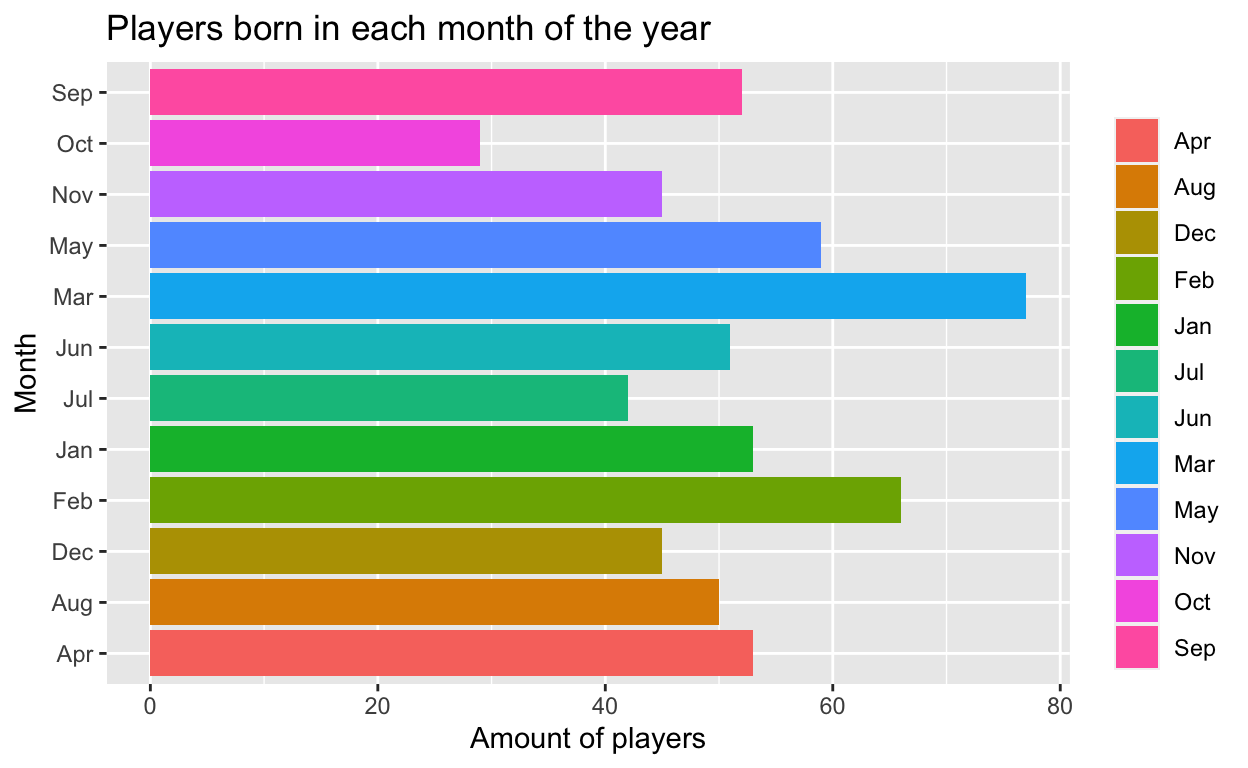 Players born in each month of the year
Month
Sep
Oct
Nov
May
Mar
Jun
Jul
Jan
Feb
Dec
Aug
Apr
0 20 40 60 80
Amount of players
Apr
Aug
Dec
Feb
Jan
Jul
Jun
Mar
May
Nov
Oct
Sep